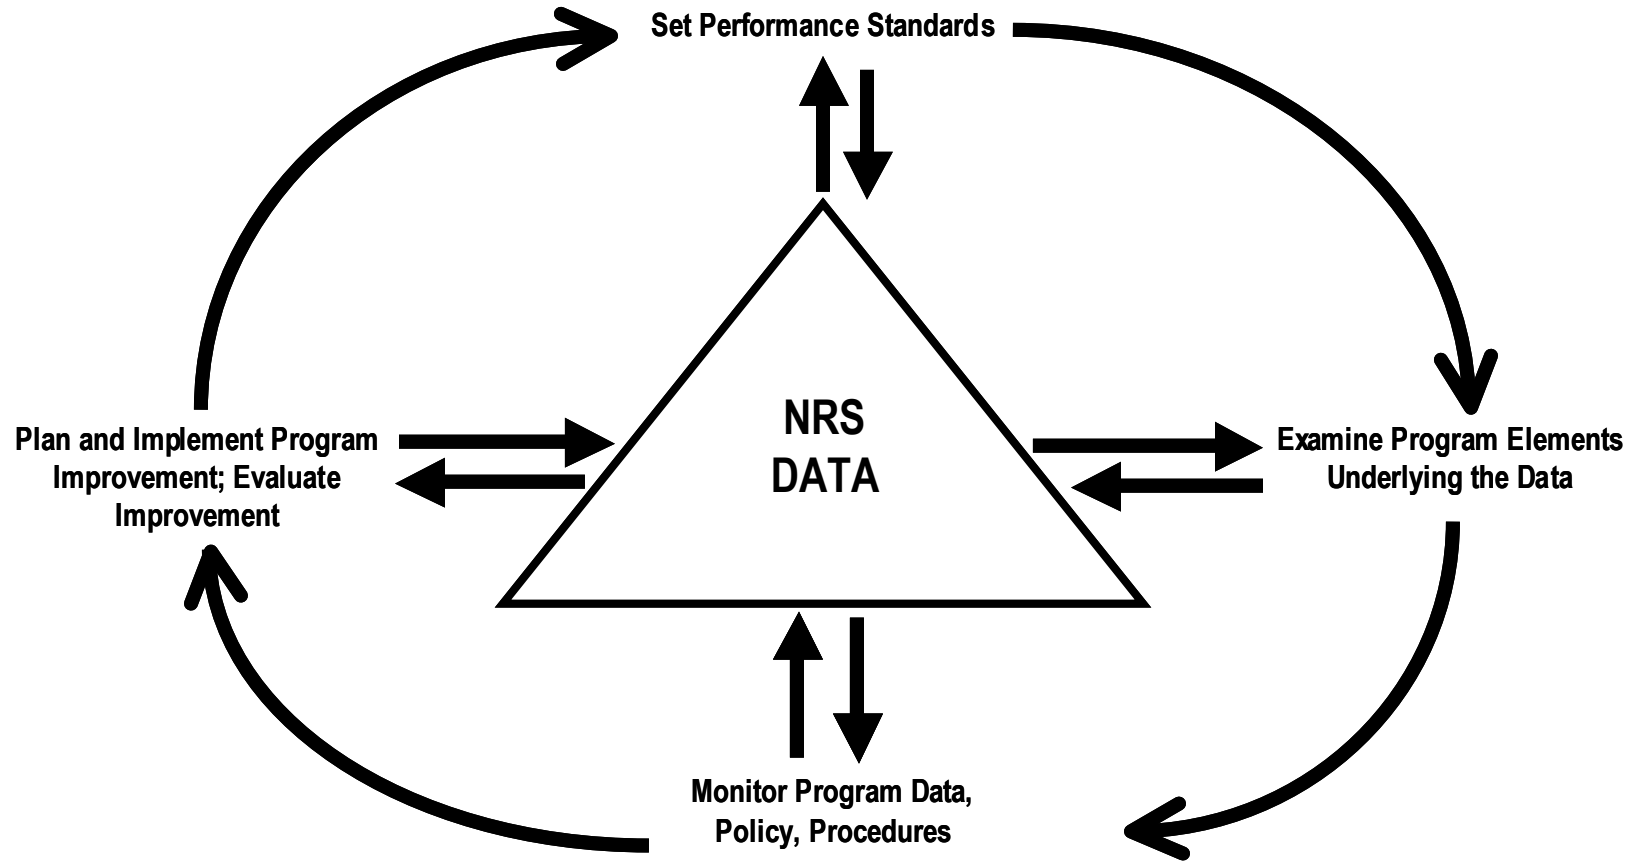 Set Performance Standards
NRS
DATA
Plan and Implement Program
Improvement; Evaluate
Improvement
Examine Program Elements
Underlying the Data
Monitor Program Data,
Policy, Procedures